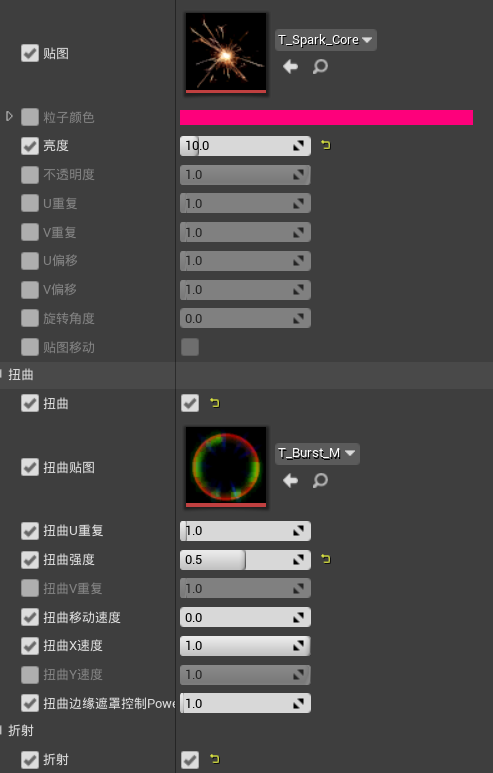 贴图 T_Spark_Core
粒子颜色
亮度 10.0
不透明度 1.0
U重复 1.0
V重复 1.0
U偏移 1.0
V偏移 1.0
旋转角度 0.0
贴图移动
扭曲
扭曲
扭曲贴图 T_Burst_M
扭曲U重复 1.0
扭曲强度 0.5
扭曲V重复 1.0
扭曲移动速度 0.0
扭曲X速度 1.0
扭曲Y速度 1.0
扭曲边缘遮罩控制Powe 1.0
折射
折射